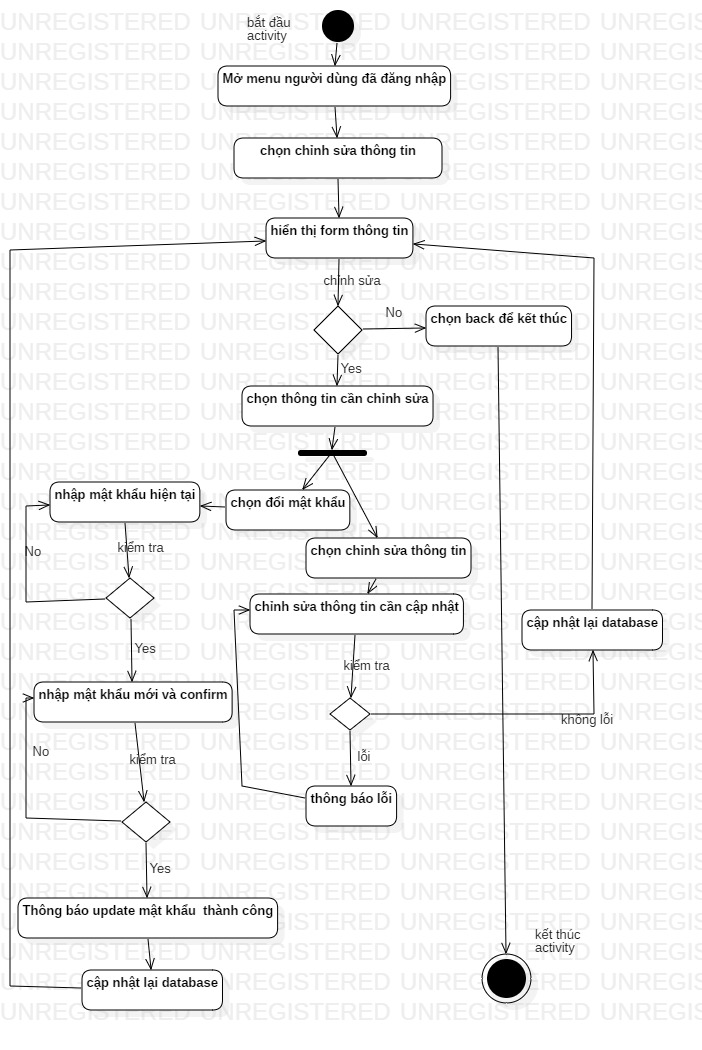 bắt đầu
activity
Mở menu người dùng đã đăng nhập
chọn chỉnh sửa thông tin
hiển thị form thông tin
chỉnh sửa
No
chọn back để kết thúc
Yes
chọn thông tin cần chỉnh sửa
nhập mật khẩu hiện tại
chọn đổi mật khẩu
No
kiểm tra
chọn chỉnh sửa thông tin
chỉnh sửa thông tin cần cập nhật
cập nhật lại database
Yes
kiểm tra
nhập mật khẩu mới và confirm
không lỗi
No
kiểm tra
lỗi
thông báo lỗi
Yes
Thông báo update mật khẩu  thành công
kết thúc
activity
cập nhật lại database